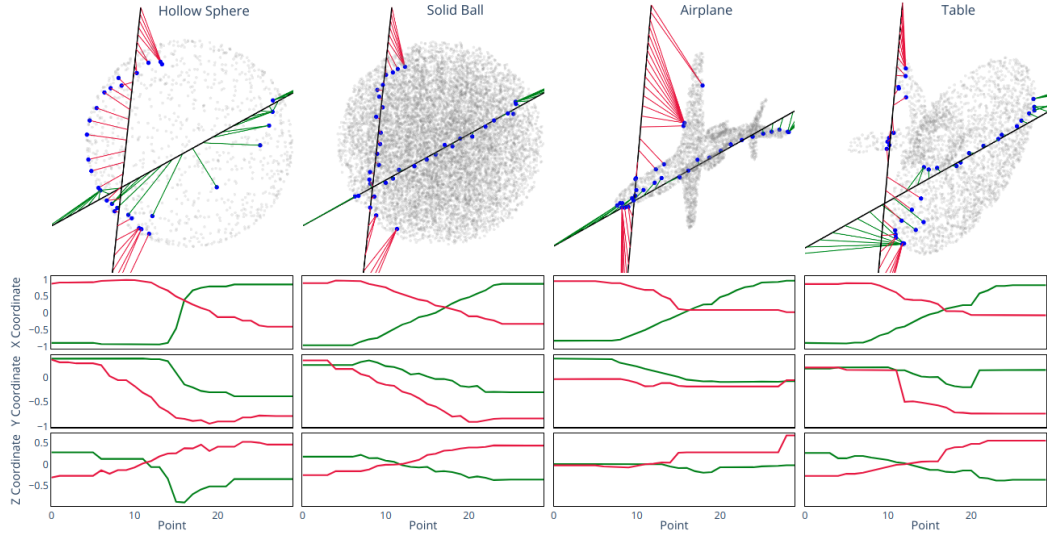 Hollow Sphere
Solid Ball
Airplane
Table
X Coordinate
1
0.5
0
−0.5
−1
Y Coordinate
0
−0.5
−1
Z Coordinate
0.5
0
−0.5
0
10
20
Point
0
10
20
Point
0
10
20
Point
0
10
20
Point